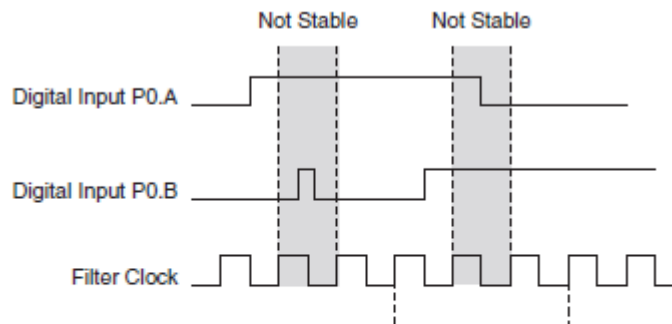 Not Stable
Not Stable
Digital Input P0.A
Digital Input P0.B
Filter Clock